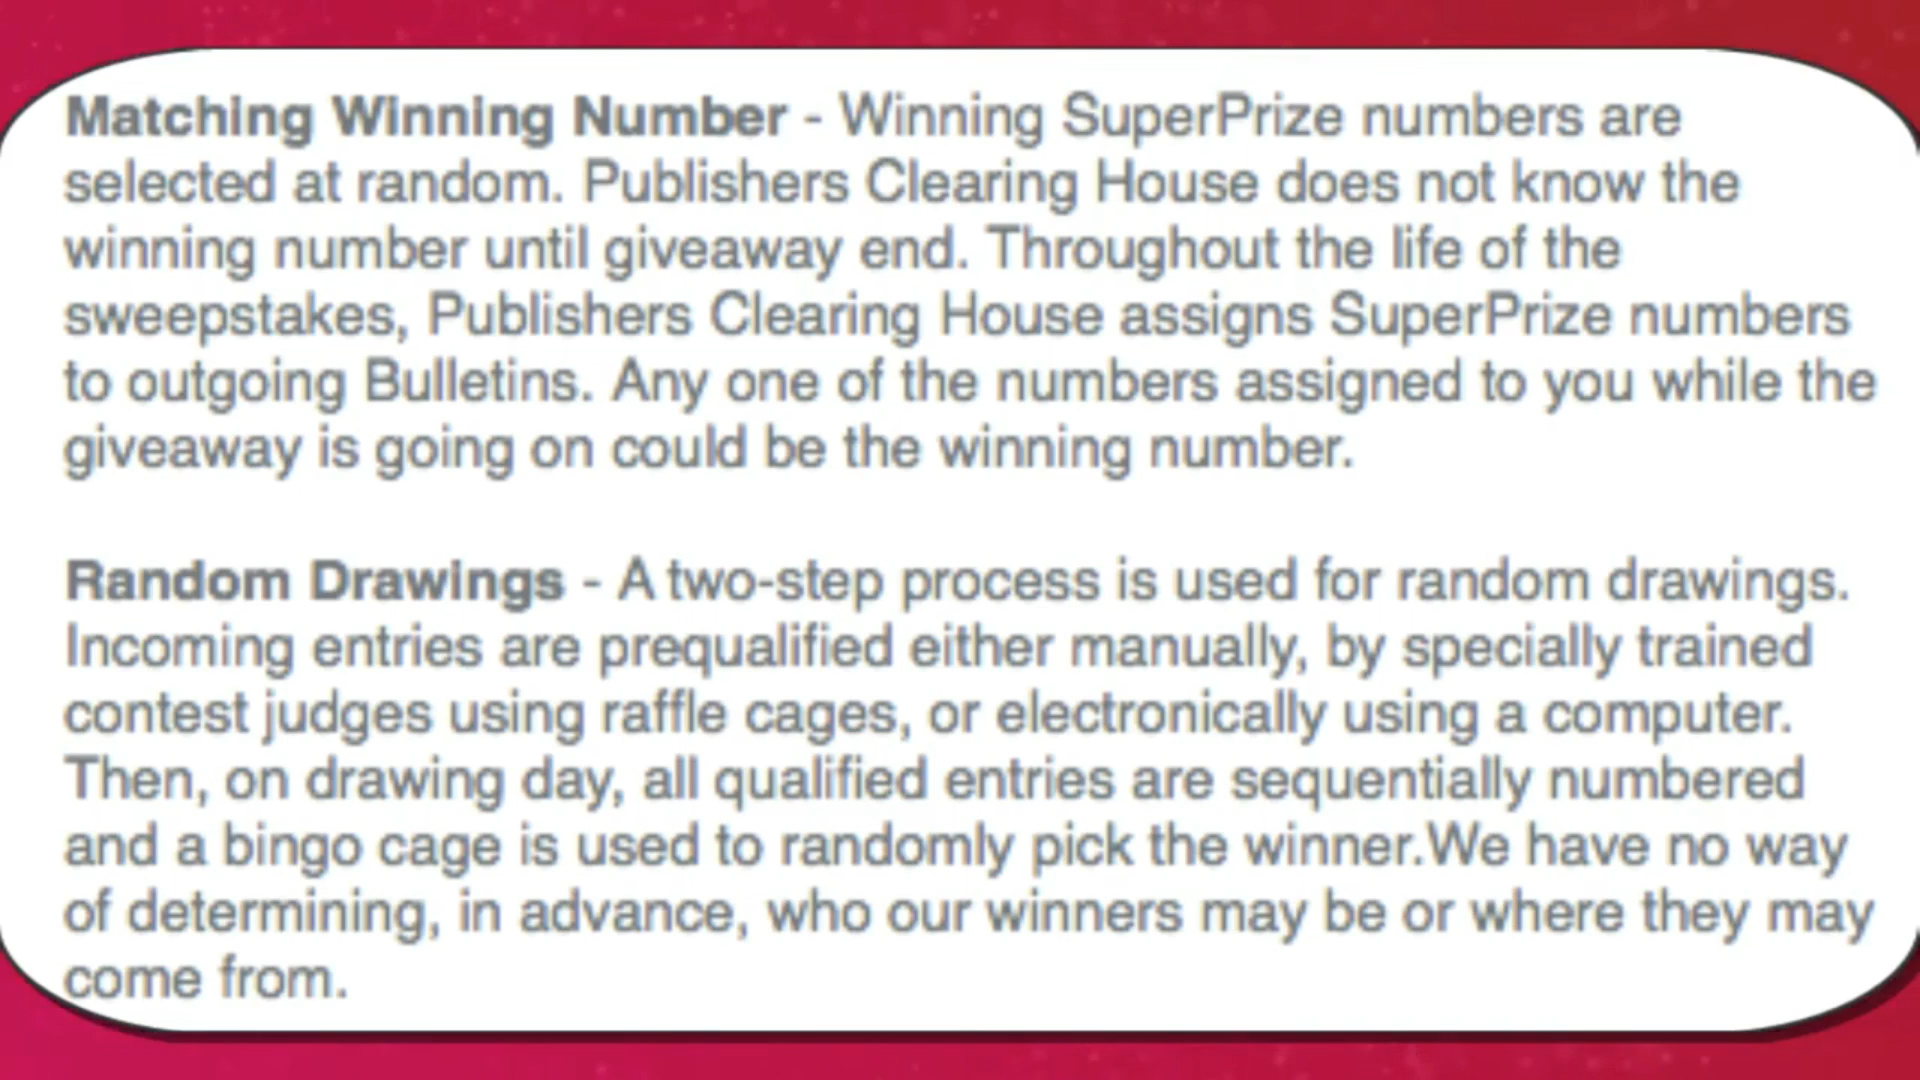 Matching Winning Number - Winning SuperPrize numbers are
selected at random. Publishers Clearing House does not know the
winning number until giveaway end. Throughout the life of the
sweepstakes, Publishers Clearing House assigns SuperPrize numbers
to outgoing Bulletins. Any one of the numbers assigned to you while the
giveaway is going on could be the winning number.
Random Drawings - A two-step process is used for random drawings.
Incoming entries are prequalified either manually, by specially trained
contest judges using raffle cages, or electronically using a computer.
Then, on drawing day, all qualified entries are sequentially numbered
and a bingo cage is used to randomly pick the winner.We have no way
of determining, in advance, who our winners may be or where they may
come from.